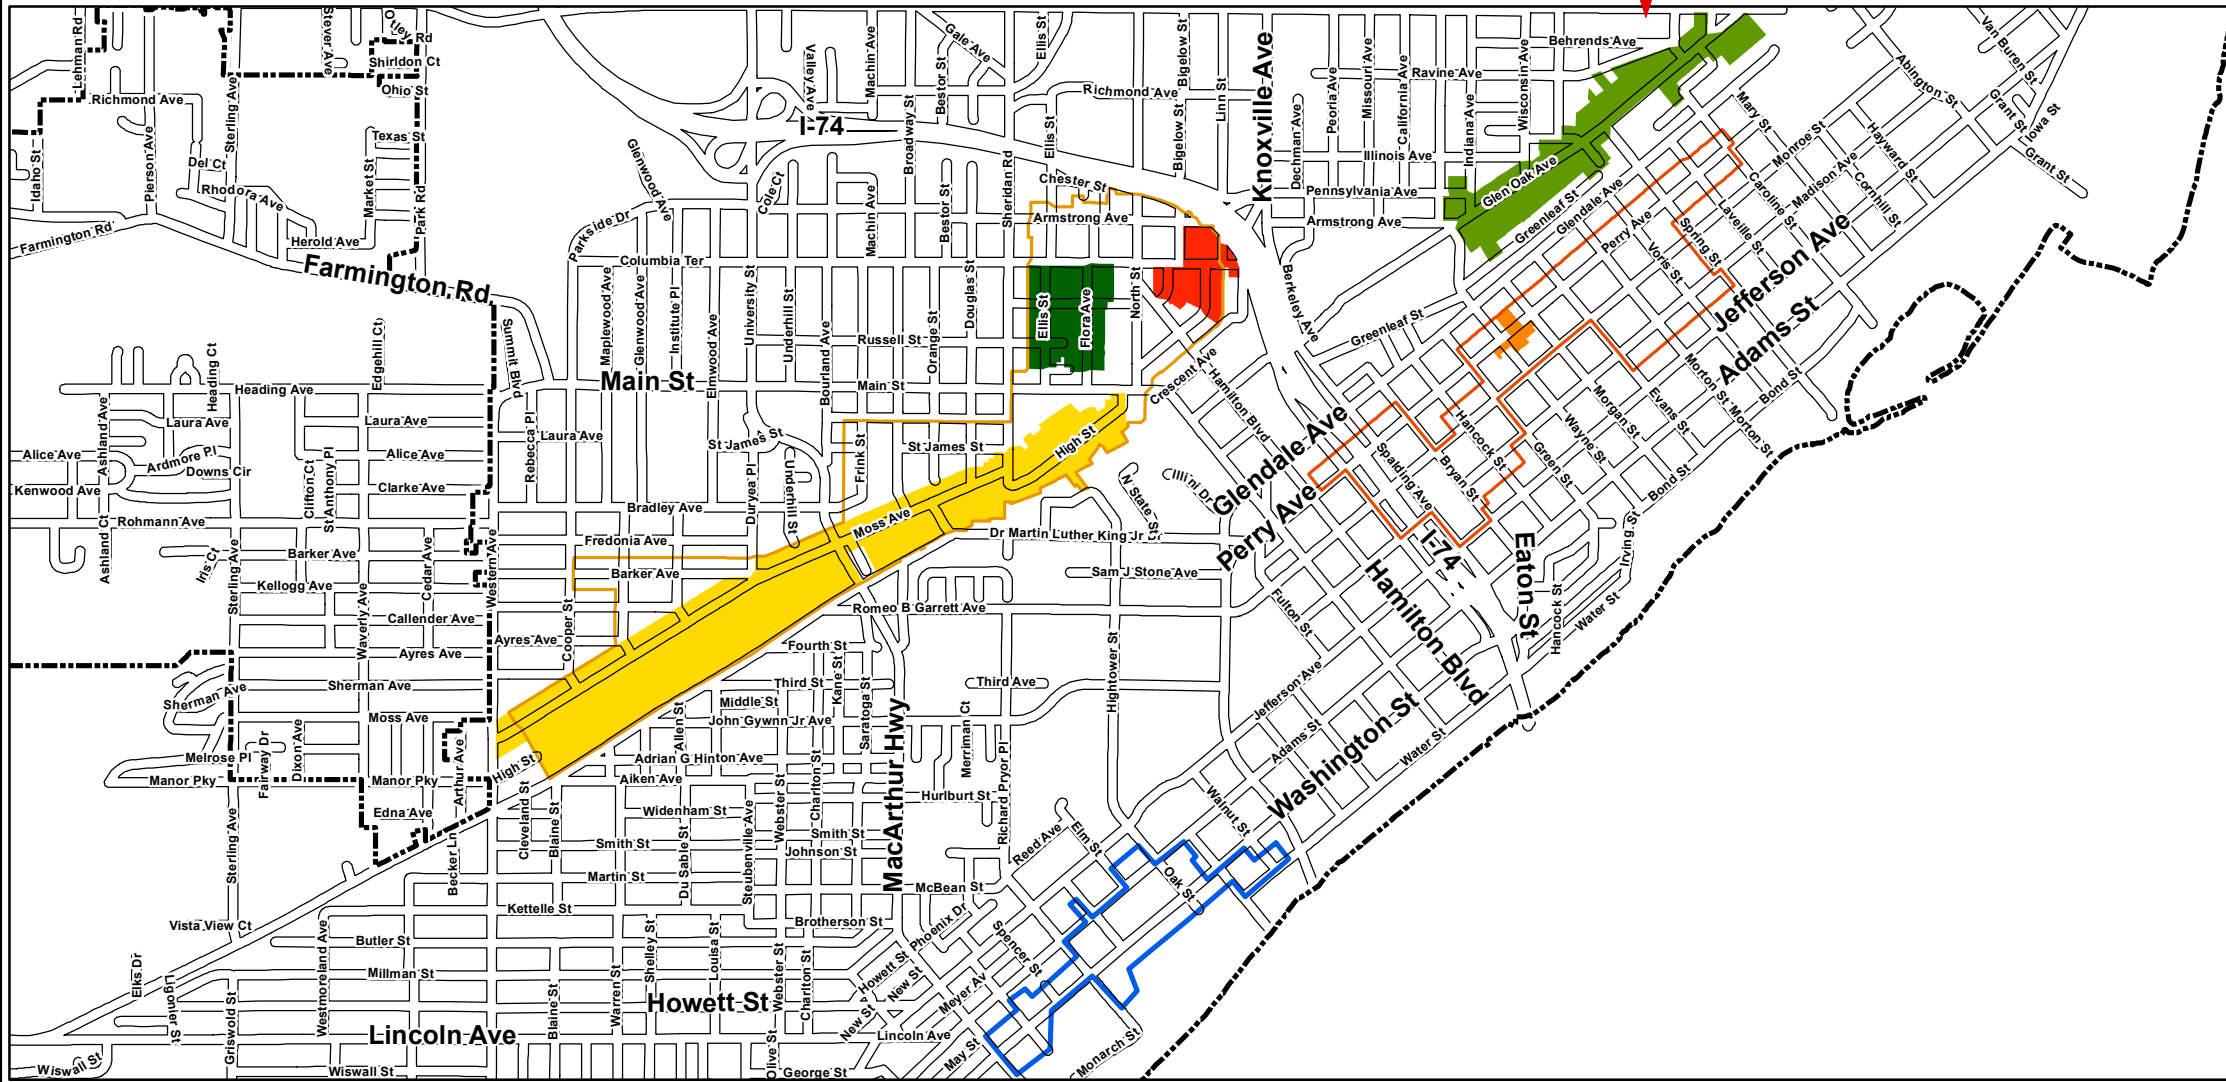 Lehman Rd
Stever Ave
Otley Rd
Shirldon Ct
Ohio St
Richmond Ave
Sterling Ave
Pierson Ave
Texas St
Del Ct
Idaho St
Rhodora Ave
Market St
Park Rd
Herold Ave
Farmington Rd
Farmington Rd
Valley Ave
Machin Ave
Gale Ave
Bestor St
Ellis St
Bigelow St
Knoxville Ave
I-74
Broadway St
Richmond Ave
Linn St
Ellis St
Bigelow St
Dechman Ave
Peoria Ave
Missouri Ave
California Ave
Ravine Ave
Behrends Ave
Indiana Ave
Wisconsin Ave
Illinois Ave
Pennsylvania Ave
Armstrong Ave
Glen Oak Ave
Greenleaf St
Glendale Ave
Perry Ave
Mary St
Monroe St
Madison Ave
Abington St
Van Buren St
Grant St
Iowa St
Grant St
Hayward St
Cornhill St
Caroline St
Laveille St
Spring St
Voris St
Jefferson Ave
Adams St
Glenwood Ave
Parkside Dr
Cole Ct
Machin Ave
Bestor St
Sheridan Rd
Chester St
Armstrong Ave
Columbia Ter
Maplewood Ave
Glenwood Ave
Institute Pl
Elmwood Ave
University St
Underhill St
Bourland Ave
Douglas St
Orange St
Russell St
Main St
Main St
Ellis St
Flora Ave
North St
Berkeley Ave
Greenleaf St
Crescent Ave
Hamilton Blvd
Summit Blvd
Edgehill Ct
Heading Ct
Heading Ave
Laura Ave
Laura Ave
Laura Ave
Ashland Ave
Alice Ave
Ardmore Pl
Downs Cir
Alice Ave
Kenwood Ave
Clifton Ct
St Anthony Pl
Clarke Ave
Rohmann Ave
Rebecca Pl
Bradley Ave
Fredonia Ave
Barker Ave
St James St
Duryea Pl
Underhill St
Frink St
St James St
High St
Moss Ave
Dr Martin Luther King Jr Dr
Sam J Stone Ave
Romeo B Garrett Ave
N State St
Illini Dr
Glendale Ave
Perry Ave
Spalding Ave
Bryan St
Hancock St
Green St
Wayne St
Morgan St
Evans St
Morton St
Morton St
Bond St
Bond St
I-74
Eaton St
Irving St
Hancock St
Water St
Hamilton Blvd
Fulton St
Ashland Ct
Iris Ct
Sterling Ave
Barker Ave
Kellogg Ave
Waverly Ave
Cedar Ave
Western Ave
Callender Ave
Ayres Ave
Ayres Ave
Cooper St
Sherman Ave
Sherman Ave
Moss Ave
Melrose Pl
Fairway Dr
Dixon Ave
Manor Pky
Manor Pky
Arthur Ave
High St
Edna Ave
Fourth St
Third St
Kane St
Saratoga St
Middle St
Allen St
John Gywnn Jr Ave
Adrian G Hinton Ave
Aiken Ave
MacArthur Hwy
Third Ave
Hightower St
Merriman Ct
Richard Pryor Pl
Hurlburt St
Jefferson Ave
Adams St
Washington St
Water St
Walnut St
Sterling Ave
Becker Ln
Cleveland St
Blaine St
Widenham St
Smith St
Martin St
Du Sable St
Steubenville Ave
Webster St
Charlton St
Smith St
Johnson St
Reed Ave
Elm St
Oak St
McBean St
Kettelle St
Brotherson St
Phoenix Dr
Spencer St
Vista View Ct
Butler St
Millman St
Westmoreland Ave
Elks Dr
Ligonier St
Griswold St
Blaine St
Warren St
Shelley St
Louisa St
Webster St
Charlton St
Howett St
Howett St
New St
Meyer Av
New St
Lincoln Ave
Lincoln Ave
May St
Monarch St
Wiswall St
Wiswall St
Olive St
George St